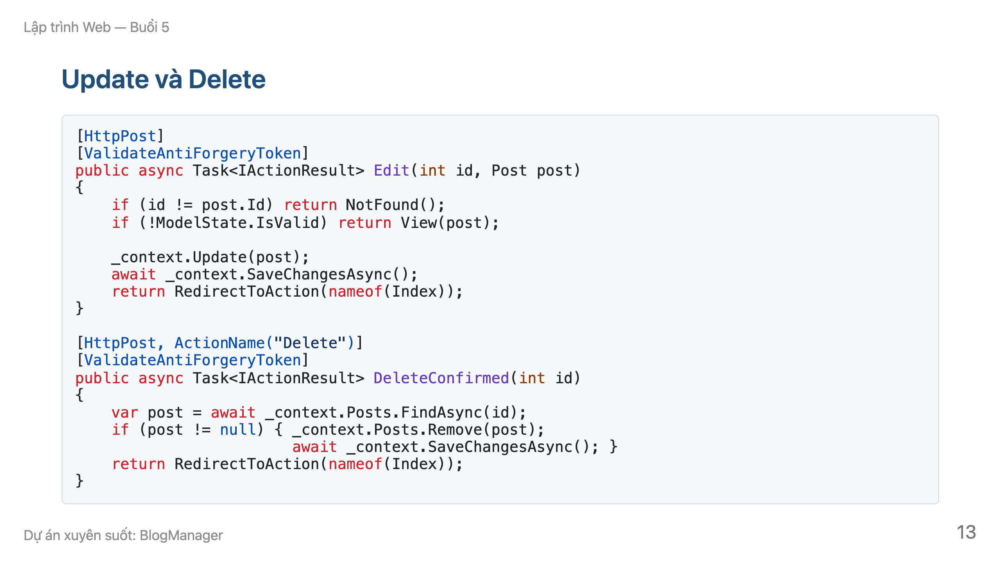 Lập trình Web — Buổi 5
Update và Delete
[HttpPost]
[ValidateAntiForgeryToken]
public async Task<IActionResult> Edit(int id, Post post)
{
    if (id != post.Id) return NotFound();
    if (!ModelState.IsValid) return View(post);

    _context.Update(post);
    await _context.SaveChangesAsync();
    return RedirectToAction(nameof(Index));
}

[HttpPost, ActionName("Delete")]
[ValidateAntiForgeryToken]
public async Task<IActionResult> DeleteConfirmed(int id)
{
    var post = await _context.Posts.FindAsync(id);
    if (post != null) { _context.Posts.Remove(post);
                        await _context.SaveChangesAsync(); }
    return RedirectToAction(nameof(Index));
}
Dự án xuyên suốt: BlogManager
13